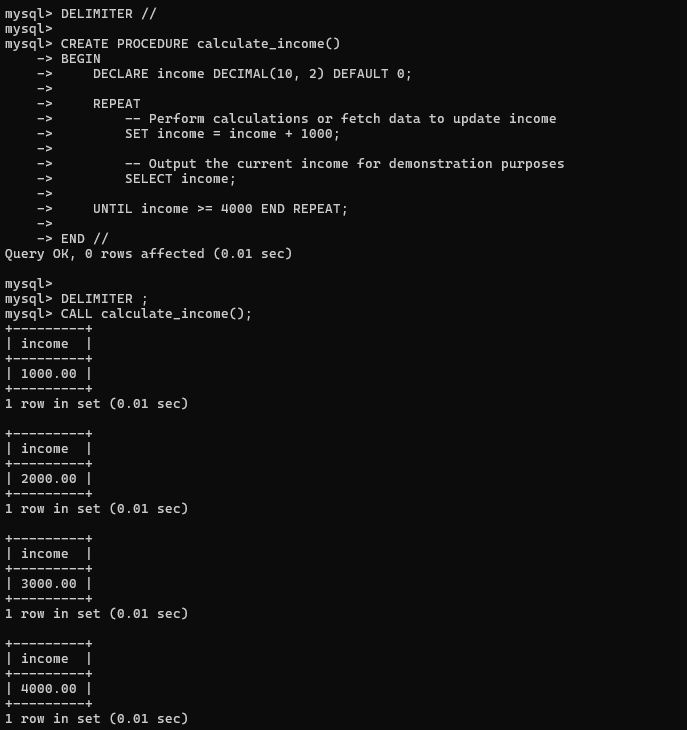 mysql> DELIMITER //
mysql>
mysql> CREATE PROCEDURE calculate_income()
    -> BEGIN
    ->     DECLARE income DECIMAL(10, 2) DEFAULT 0;
    ->
    ->     REPEAT
    ->         -- Perform calculations or fetch data to update income
    ->         SET income = income + 1000;
    ->
    ->         -- Output the current income for demonstration purposes
    ->         SELECT income;
    ->
    ->     UNTIL income >= 4000 END REPEAT;
    ->
    -> END //
Query OK, 0 rows affected (0.01 sec)

mysql>
mysql> DELIMITER ;
mysql> CALL calculate_income();
+---------+
| income  |
+---------+
| 1000.00 |
+---------+
1 row in set (0.01 sec)

+---------+
| income  |
+---------+
| 2000.00 |
+---------+
1 row in set (0.01 sec)

+---------+
| income  |
+---------+
| 3000.00 |
+---------+
1 row in set (0.01 sec)

+---------+
| income  |
+---------+
| 4000.00 |
+---------+
1 row in set (0.01 sec)